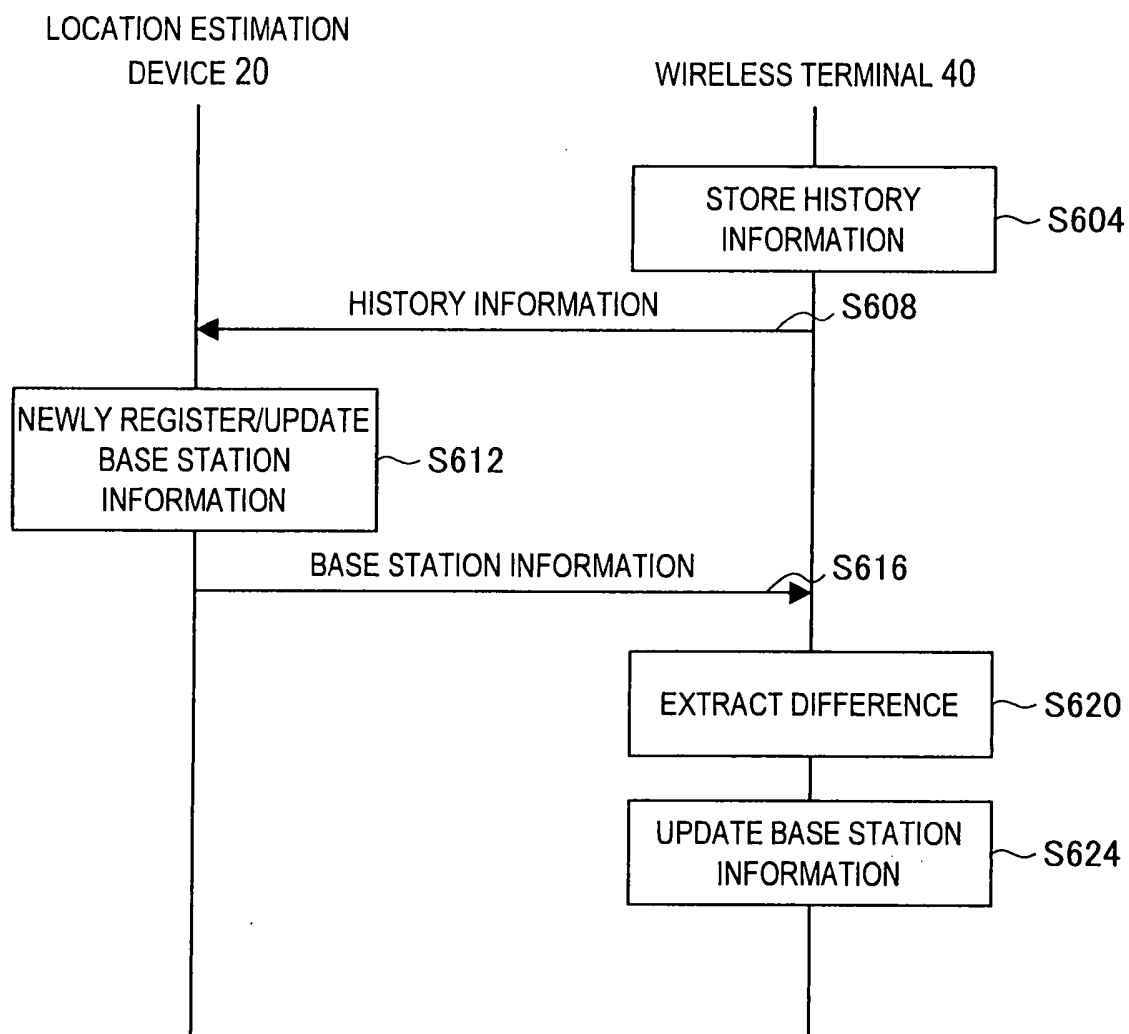 LOCATION ESTIMATION
DEVICE 20
WIRELESS TERMINAL 40
STORE HISTORY
INFORMATION
S604
HISTORY INFORMATION
S608
NEWLY REGISTER/UPDATE
BASE STATION
INFORMATION
S612
BASE STATION INFORMATION
S616
EXTRACT DIFFERENCE
S620
UPDATE BASE STATION
INFORMATION
S624